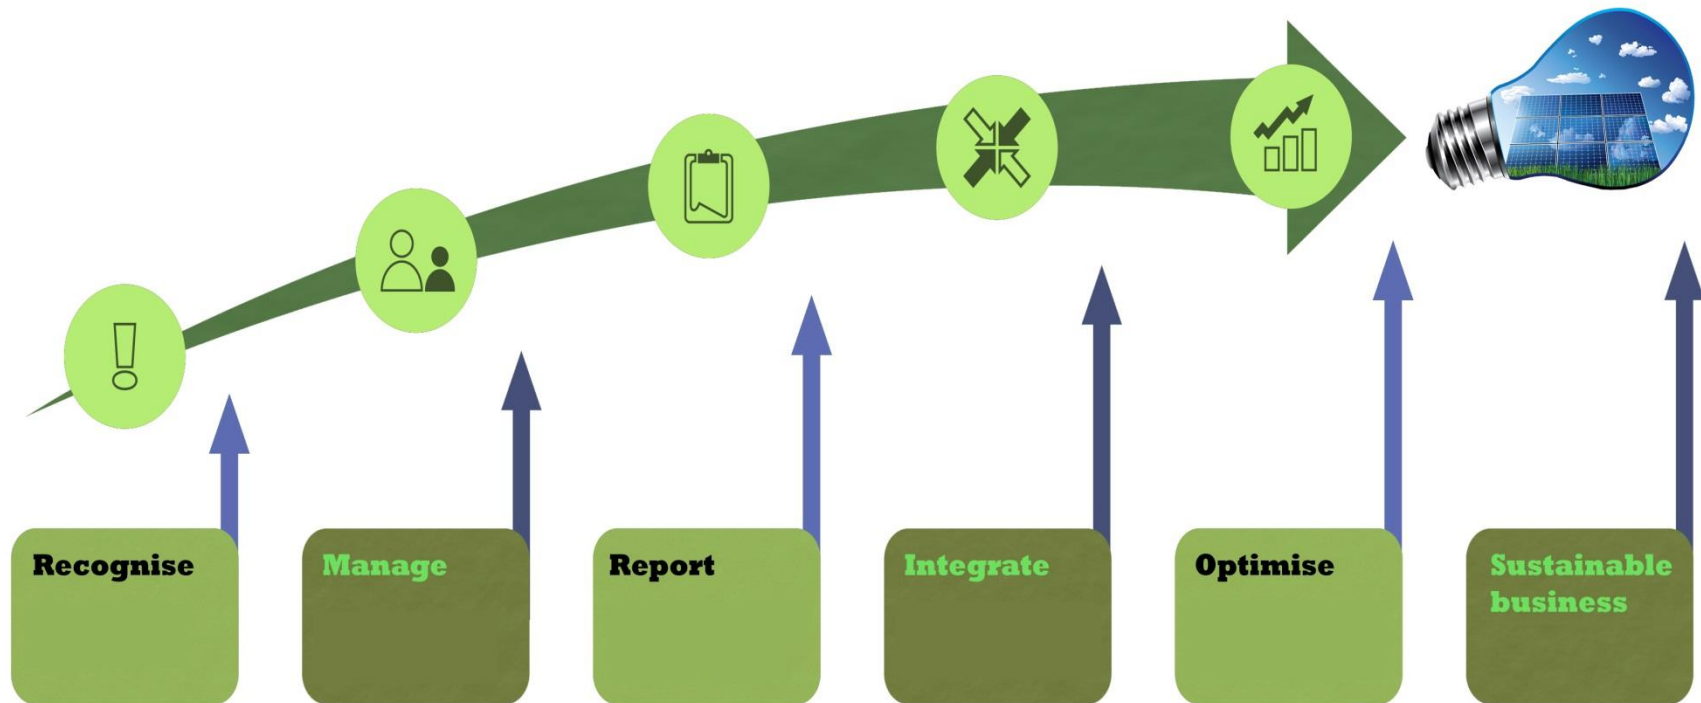 Recognise
Manage
Report
Integrate
Optimise
Sustainable
business